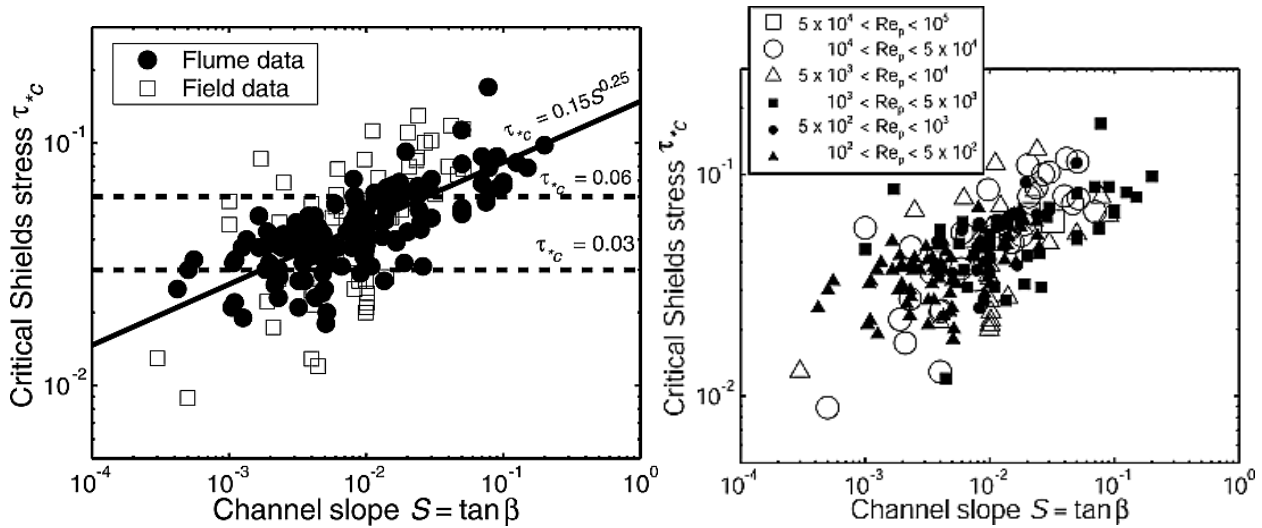 Flume data
Field data
τ*c = 0.15S^0.25
τ*c = 0.06
τ*c = 0.03
Critical Shields stress τ*c
10^-1
10^-2
10^-4
10^-3
10^-2
10^-1
10^0
Channel slope S = tanβ
5 x 10^4 < Re_p < 10^5
10^4 < Re_p < 5 x 10^4
5 x 10^3 < Re_p < 10^4
10^3 < Re_p < 5 x 10^3
5 x 10^2 < Re_p < 10^3
10^2 < Re_p < 5 x 10^2
Critical Shields stress τ*c
10^-1
10^-2
10^-4
10^-3
10^-2
10^-1
10^0
Channel slope S = tanβ